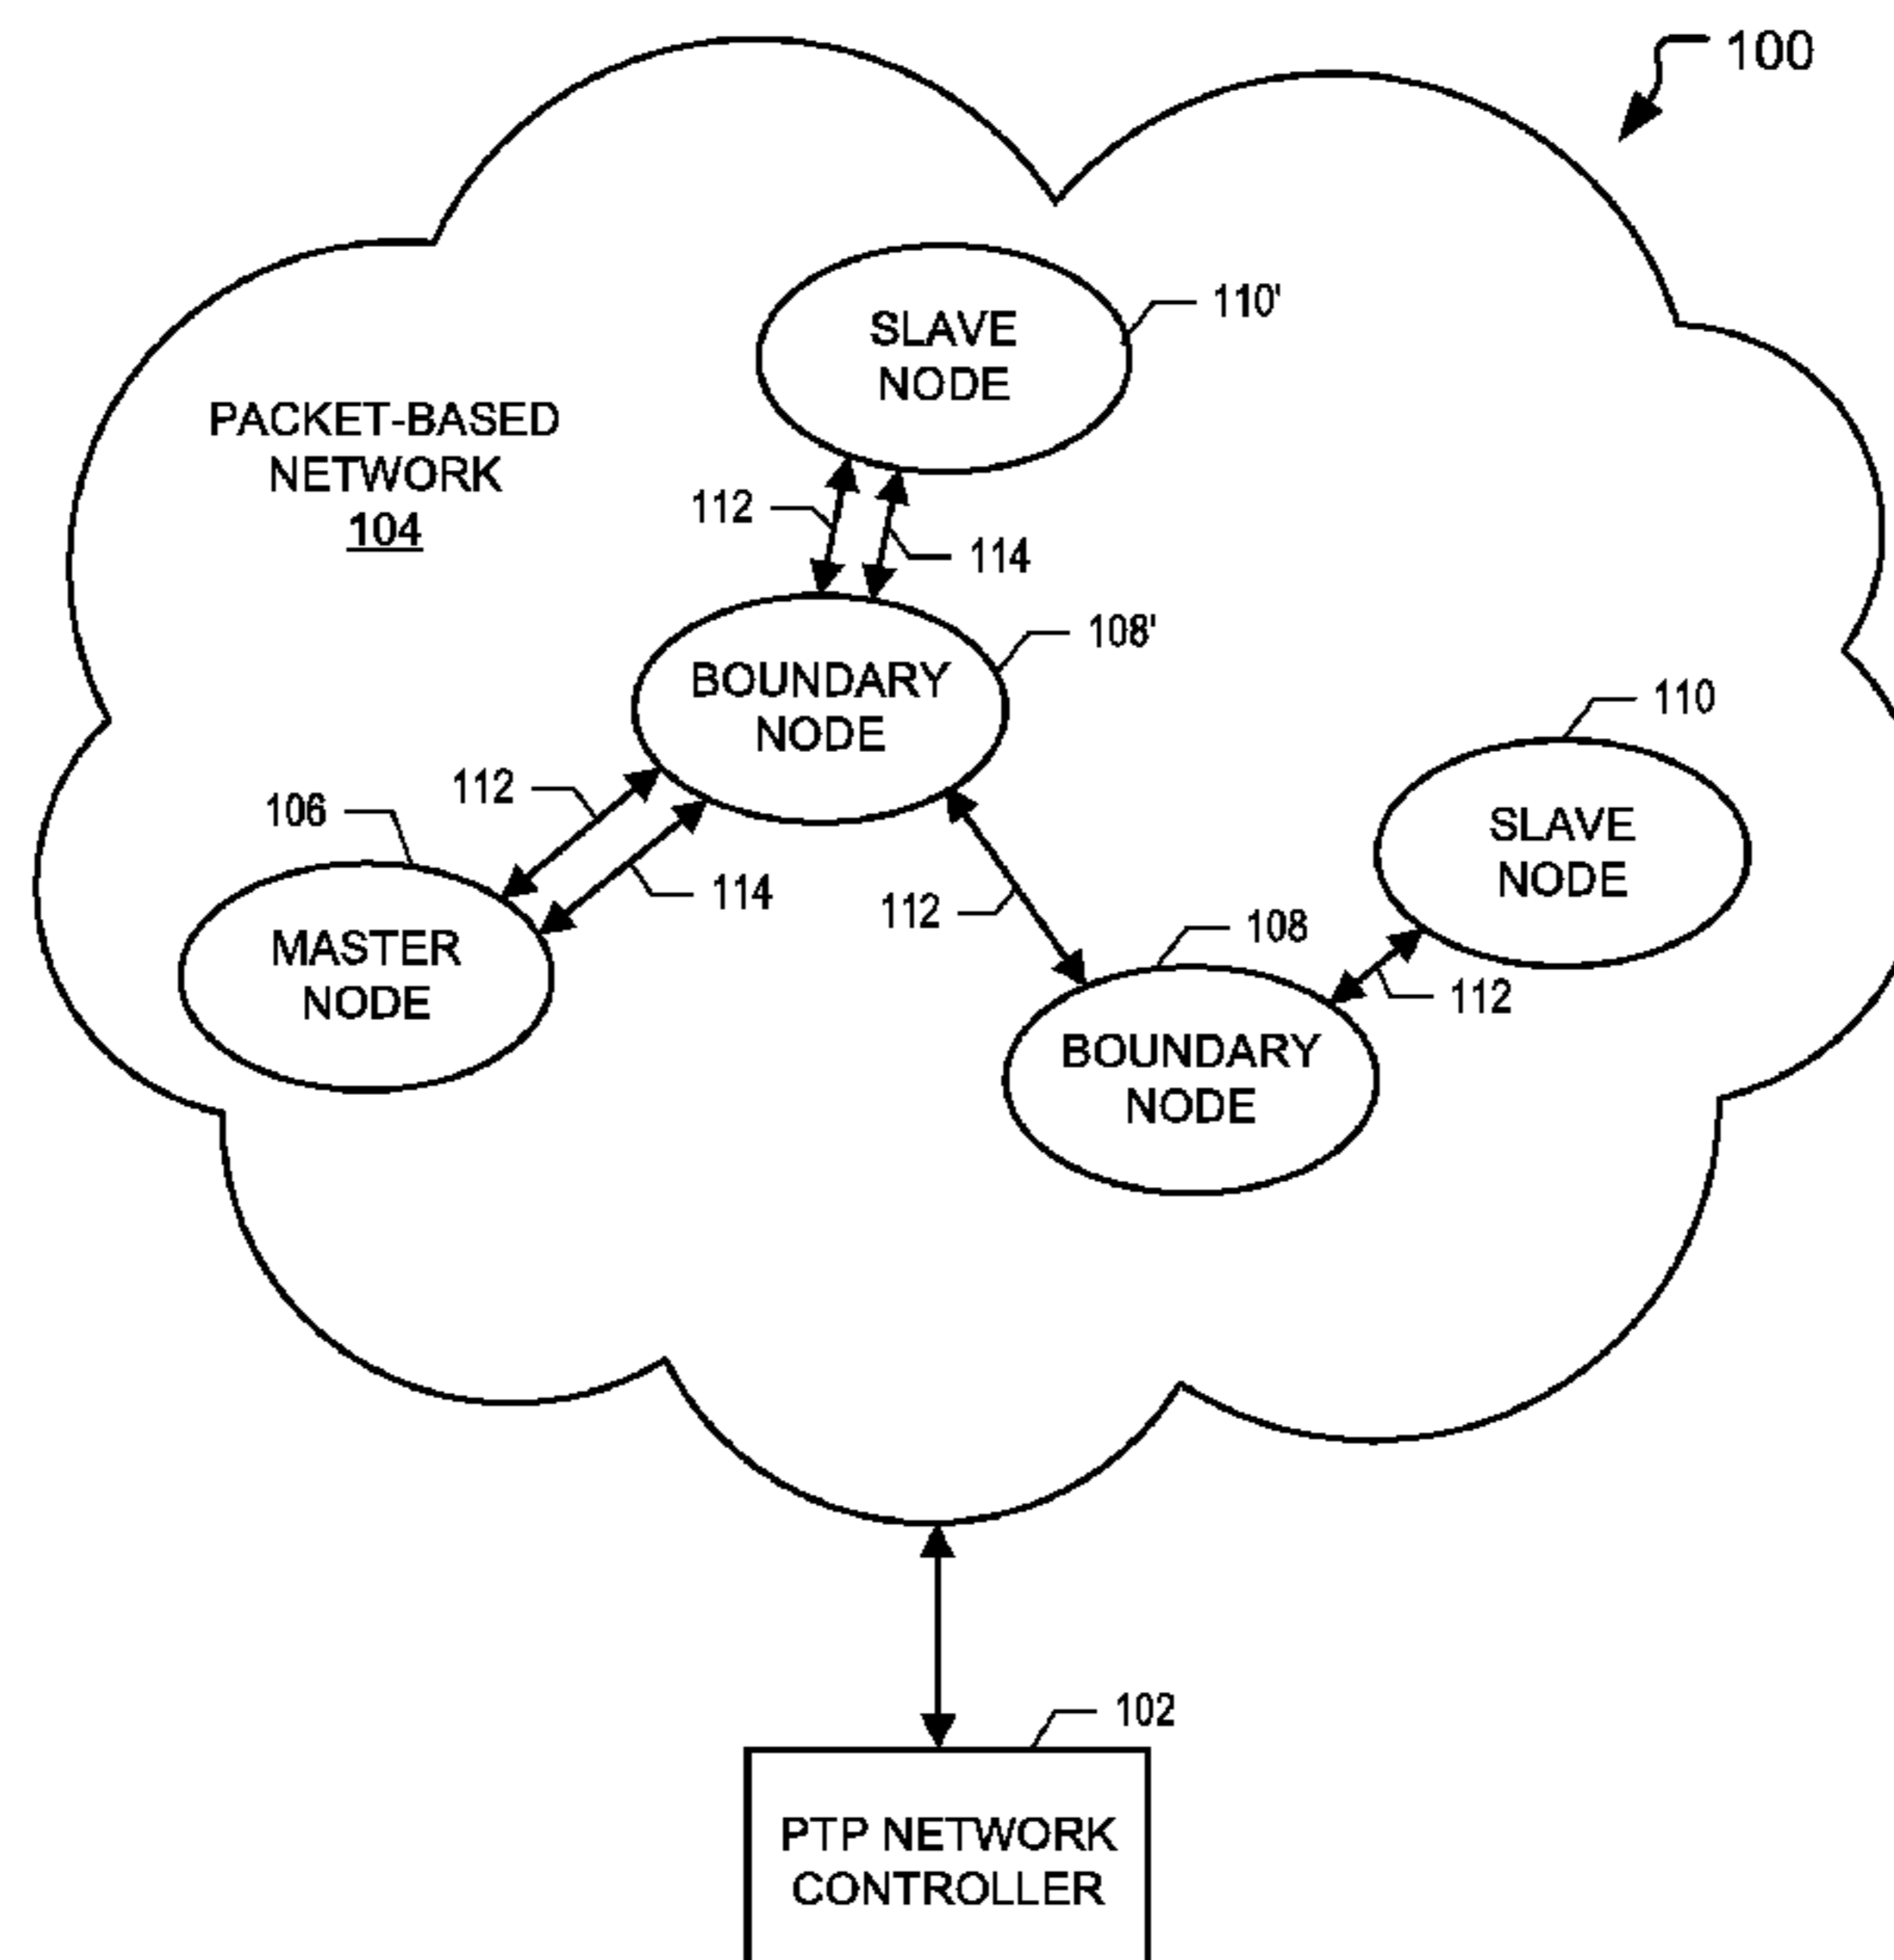 100
110'
SLAVE
NODE
PACKET-BASED
NETWORK
104
112
114
108'
BOUNDARY
NODE
110
112
106
SLAVE
NODE
114
112
108
MASTER
NODE
112
BOUNDARY
NODE
102
PTP NETWORK
CONTROLLER